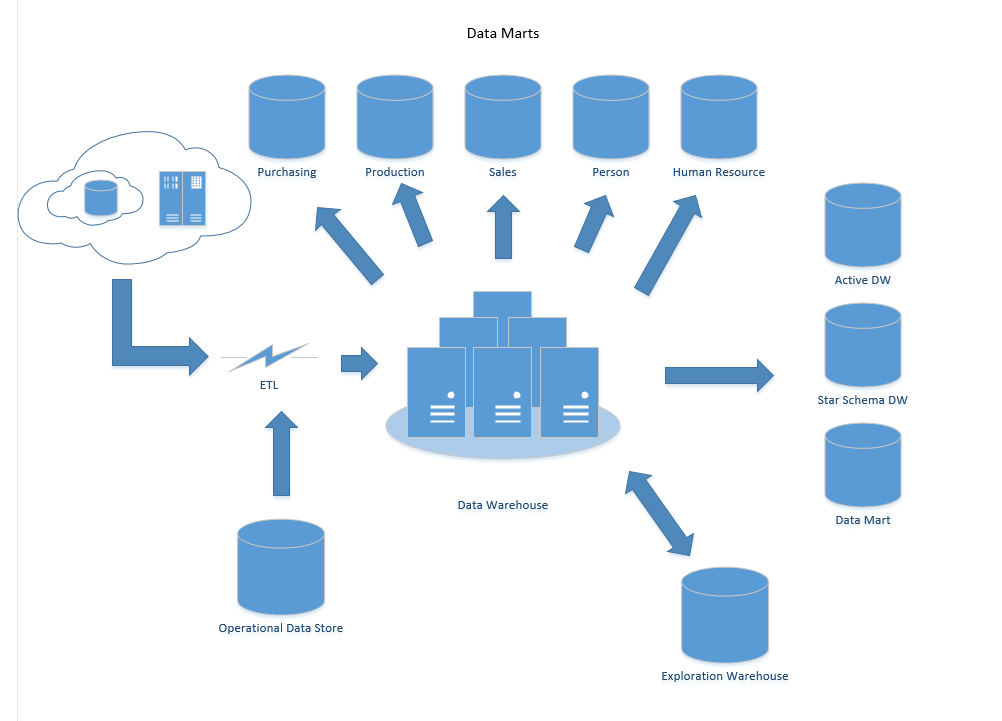 Data Marts
Purchasing
Production
Sales
Person
Human Resource
Active DW
Star Schema DW
Data Mart
ETL
Data Warehouse
Operational Data Store
Exploration Warehouse